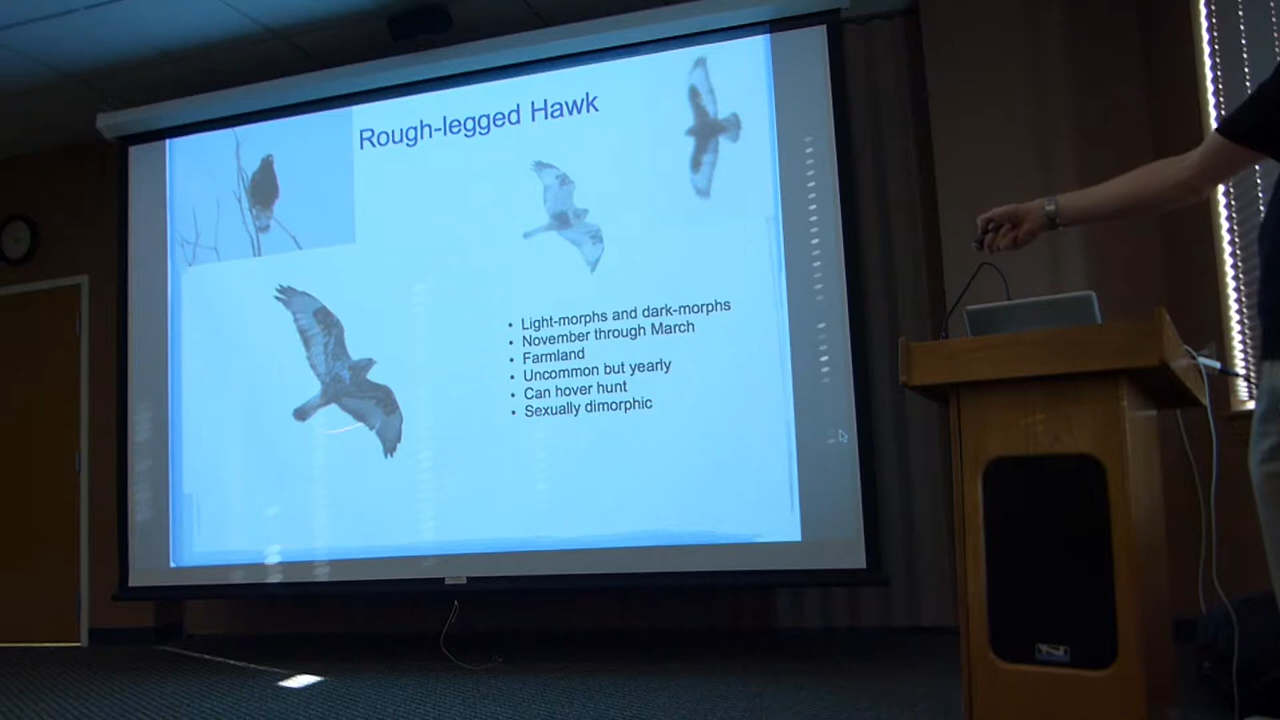 Rough-legged Hawk
• Light-morphs and dark-morphs
• November through March
• Farmland
• Uncommon but yearly
• Can hover hunt
• Sexually dimorphic